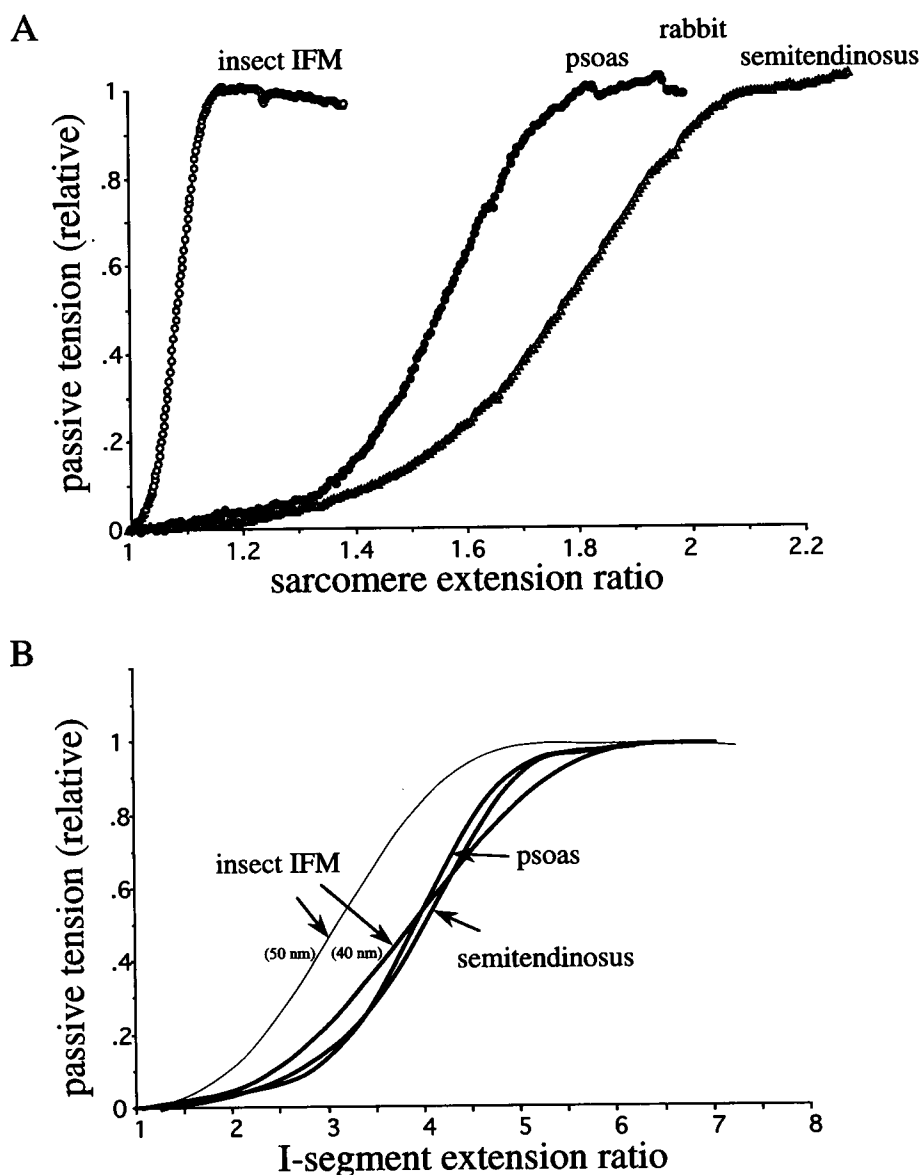 A
rabbit
insect IFM
psoas
semitendinosus
passive tension (relative)
1
.8
.6
.4
.2
0
1
1.2
1.4
1.6
1.8
2
2.2
sarcomere extension ratio
B
passive tension (relative)
1
.8
.6
.4
.2
0
insect IFM
(50 nm)
(40 nm)
psoas
semitendinosus
1
2
3
4
5
6
7
8
I-segment extension ratio